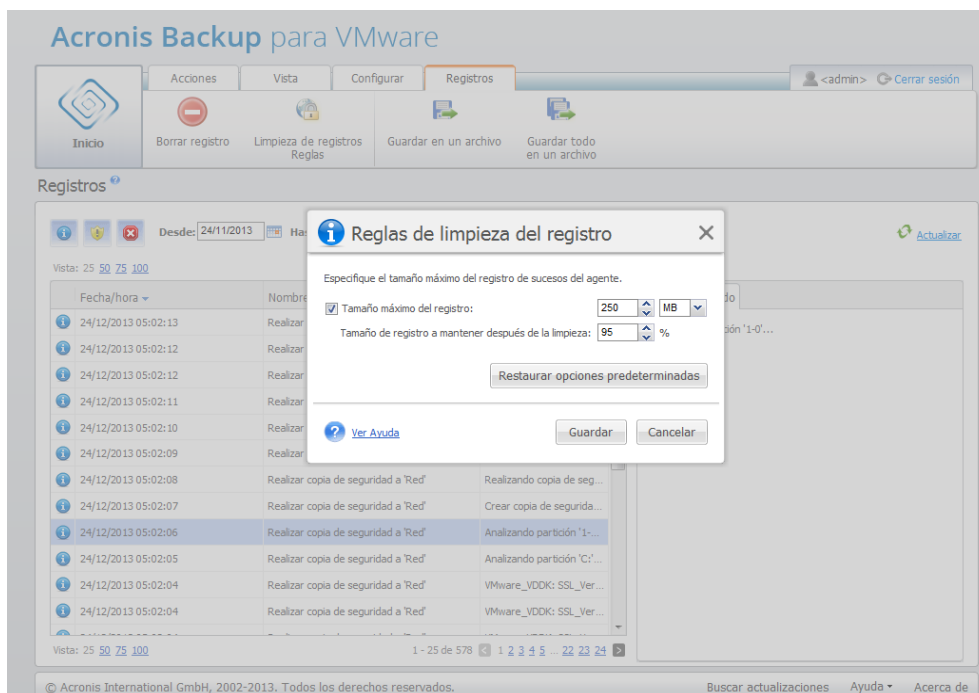 Acronis Backup para VMware
Acciones Vista Configurar Registros
<admin> Cerrar sesión
Inicio
Borrar registro
Limpieza de registros
Reglas
Guardar en un archivo
Guardar todo
en un archivo
Registros
Desde: 24/11/2013 Has
Actualizar
Vista: 25 50 75 100
Reglas de limpieza del registro
Especifique el tamaño máximo del registro de sucesos del agente.
Tamaño máximo del registro: 250 MB
Tamaño de registro a mantener después de la limpieza: 95 %
Restaurar opciones predeterminadas
Ver Ayuda
Guardar Cancelar
Fecha/hora Nombre
24/12/2013 05:02:13 Realizar
24/12/2013 05:02:12 Realizar
24/12/2013 05:02:12 Realizar
24/12/2013 05:02:11 Realizar
24/12/2013 05:02:10 Realizar
24/12/2013 05:02:09 Realizar
24/12/2013 05:02:08 Realizar copia de seguridad a 'Red' Realizando copia de seg...
24/12/2013 05:02:07 Realizar copia de seguridad a 'Red' Crear copia de segurida...
24/12/2013 05:02:06 Realizar copia de seguridad a 'Red' Analizando partición '1-...
24/12/2013 05:02:05 Realizar copia de seguridad a 'Red' Analizando partición 'C:'...
24/12/2013 05:02:04 Realizar copia de seguridad a 'Red' VMware_VDDK: SSL_Ver...
24/12/2013 05:02:04 Realizar copia de seguridad a 'Red' VMware_VDDK: SSL_Ver...
do
ión '1-0'...
Vista: 25 50 75 100
1 - 25 de 578 1 2 3 4 5 ... 22 23 24
© Acronis International GmbH, 2002-2013. Todos los derechos reservados.
Buscar actualizaciones Ayuda Acerca de